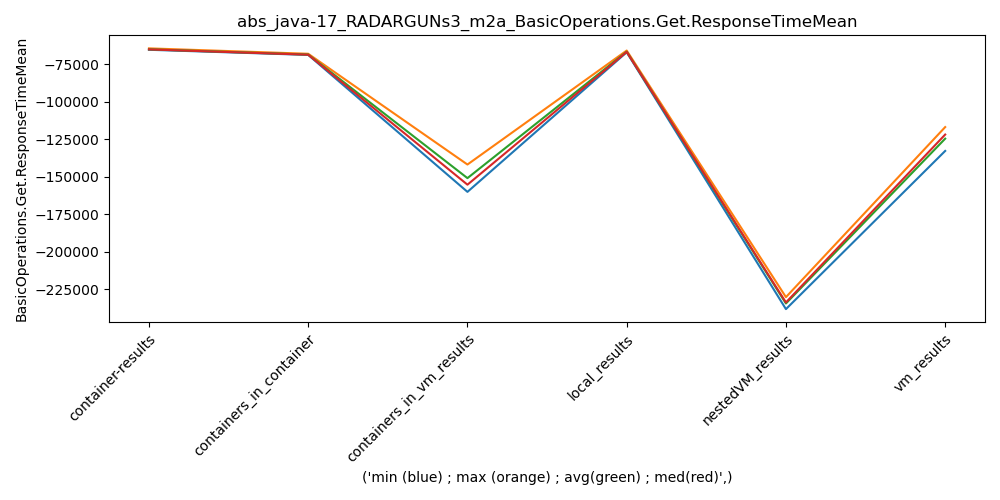 abs_java-17_RADARGUNs3_m2a_BasicOperations.Get.ResponseTimeMean
BasicOperations.Get.ResponseTimeMean
−75000
−100000
−125000
−150000
−175000
−200000
−225000
container-results
containers_in_container
containers_in_vm_results
local_results
nestedVM_results
vm_results
('min (blue) ; max (orange) ; avg(green) ; med(red)',)